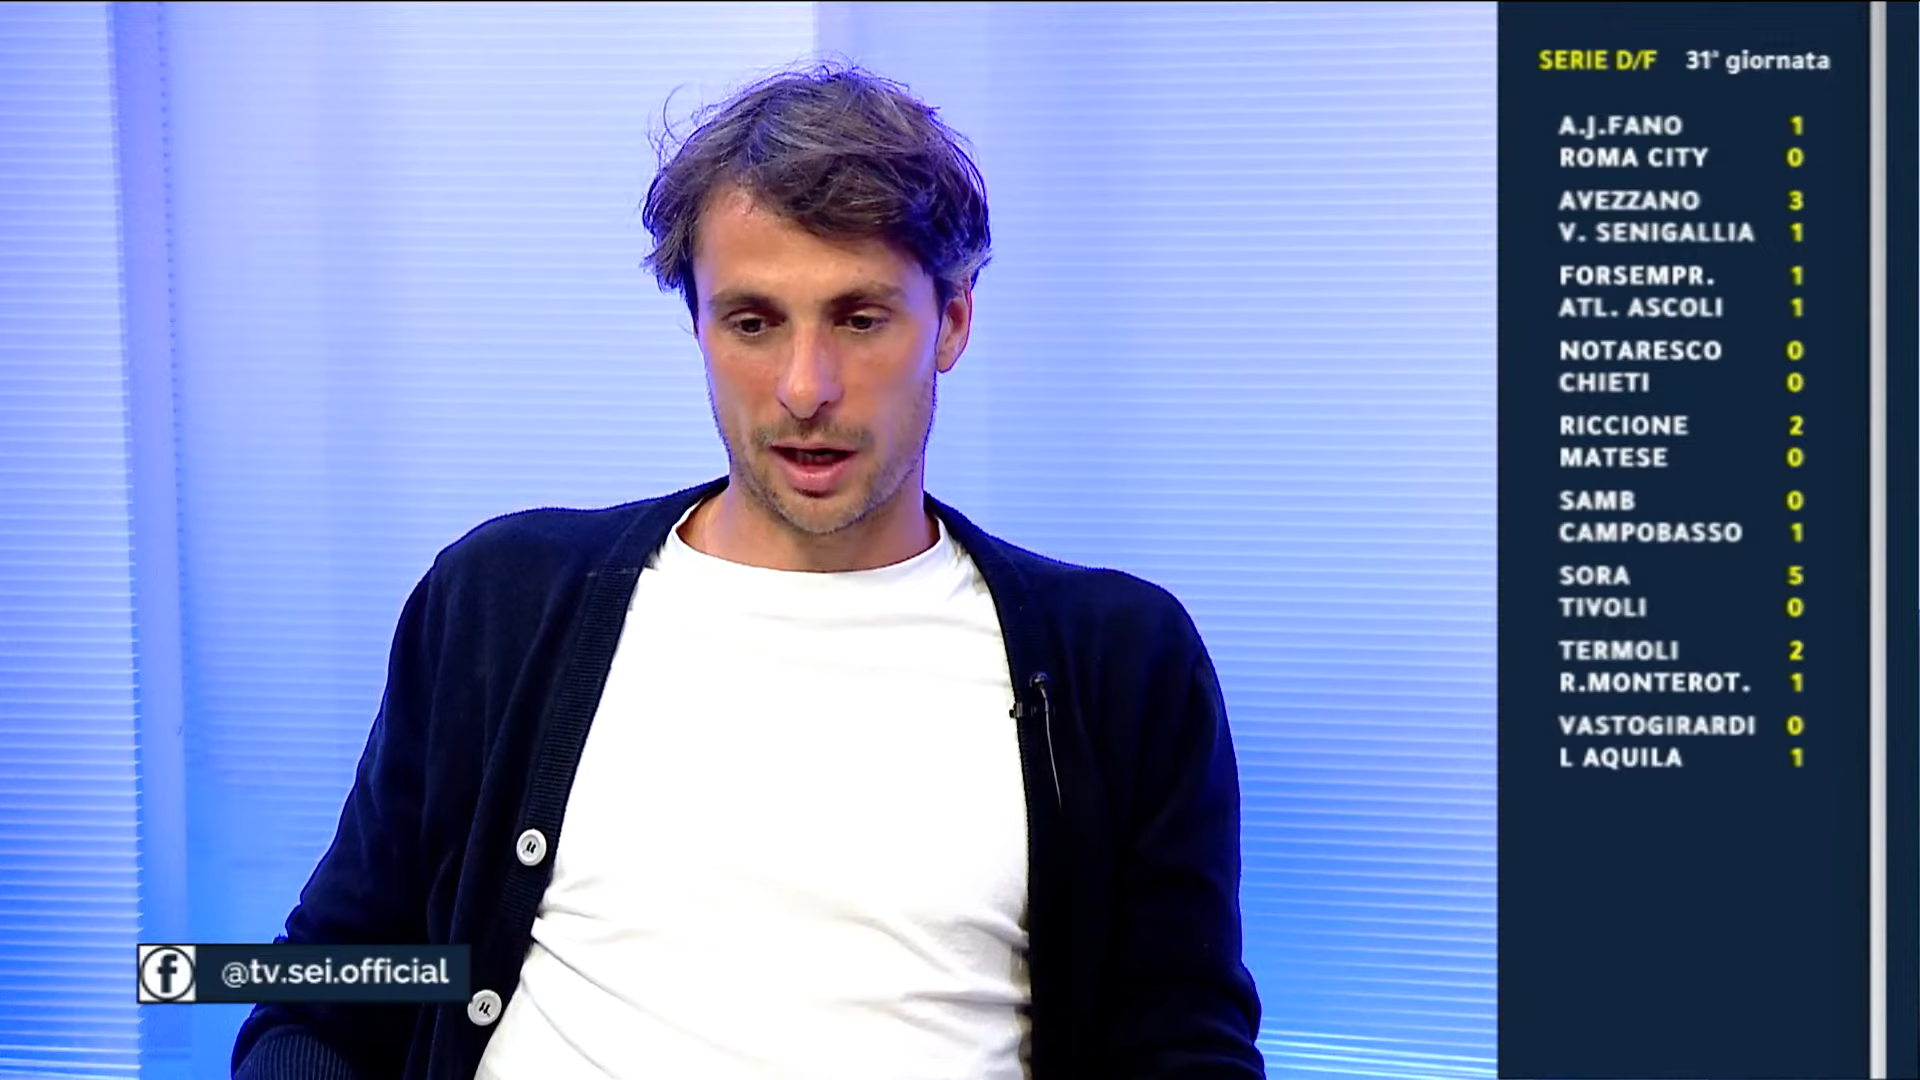 SERIE D/F 31ª giornata
A.J.FANO 1
ROMA CITY 0
AVEZZANO 3
V. SENIGALLIA 1
FORSEMPR. 1
ATL. ASCOLI 1
NOTARESCO 0
CHIETI 0
RICCIONE 2
MATESE 0
SAMB 0
CAMPOBASSO 1
SORA 5
TIVOLI 0
TERMOLI 2
R.MONTEROT. 1
VASTOGIRARDI 0
L AQUILA 1
f @tv.sei.official